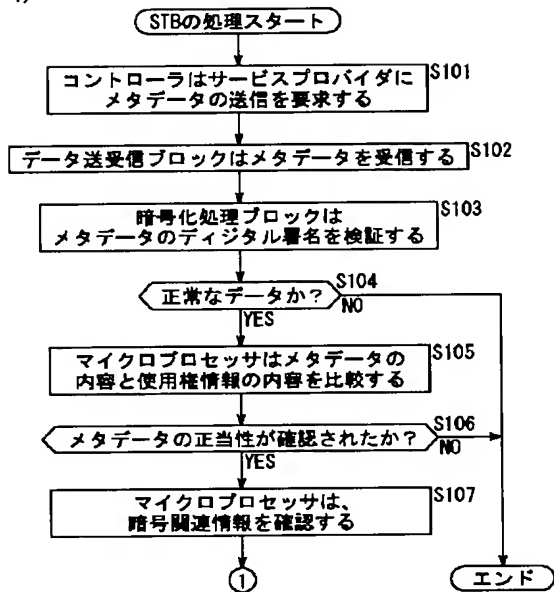 STBの処理スタート
コントローラはサービスプロバイダに
メタデータの送信を要求する
S101
データ送受信ブロックはメタデータを受信する
S102
暗号化処理ブロックは
メタデータのディジタル署名を検証する
S103
正常なデータか?
S104
NO
YES
マイクロプロセッサはメタデータの
内容と使用権情報の内容を比較する
S105
メタデータの正当性が確認されたか?
S106
NO
YES
マイクロプロセッサは、
暗号関連情報を確認する
S107
1
エンド